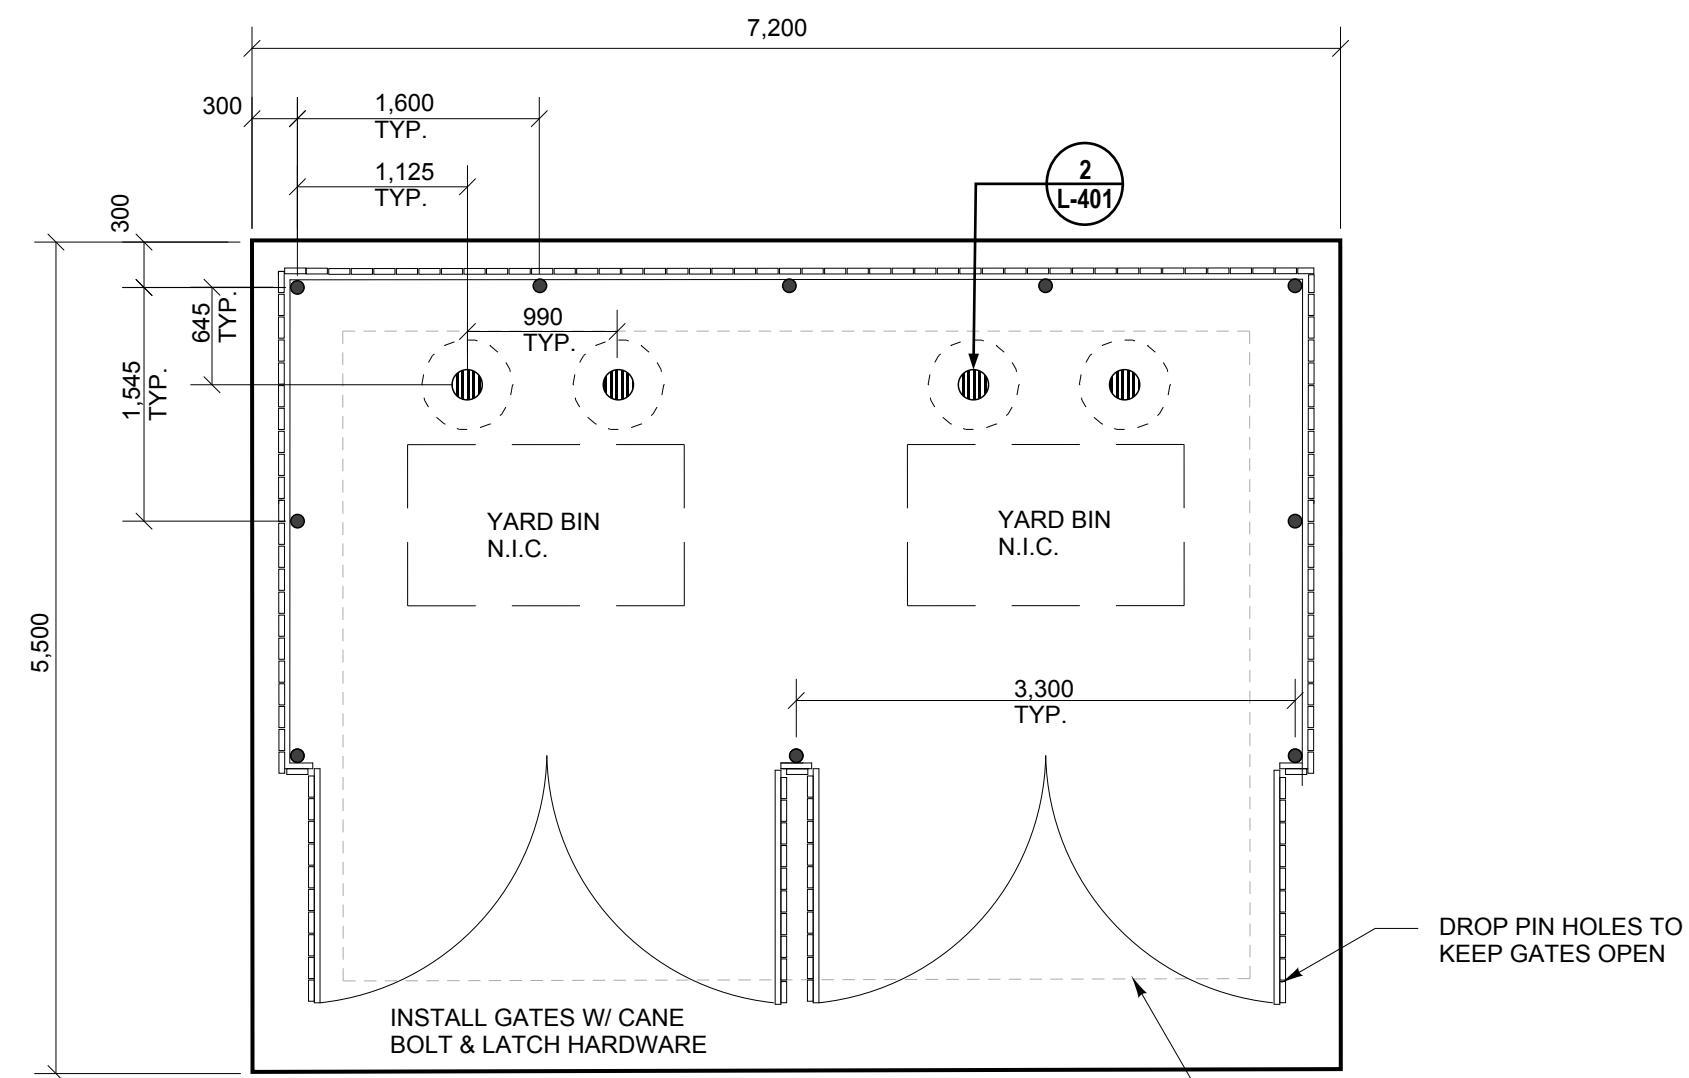 7,200
300
1,600
TYP.
1,125
TYP.
2
L-401
300
645
TYP.
1,545
TYP.
990
TYP.
5,500
YARD BIN
N.I.C.
YARD BIN
N.I.C.
3,300
TYP.
DROP PIN HOLES TO
KEEP GATES OPEN
INSTALL GATES W/ CANE
BOLT & LATCH HARDWARE